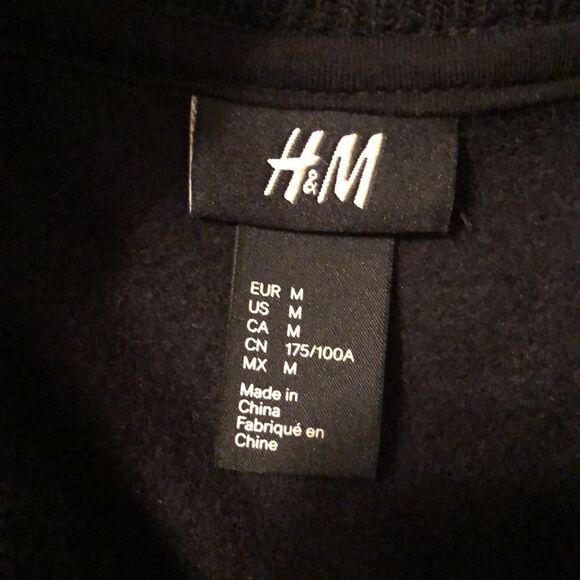 H&M
EUR M
US M
CA M
CN 175/100A
MX M
Made in
China
Fabriqué en
Chine